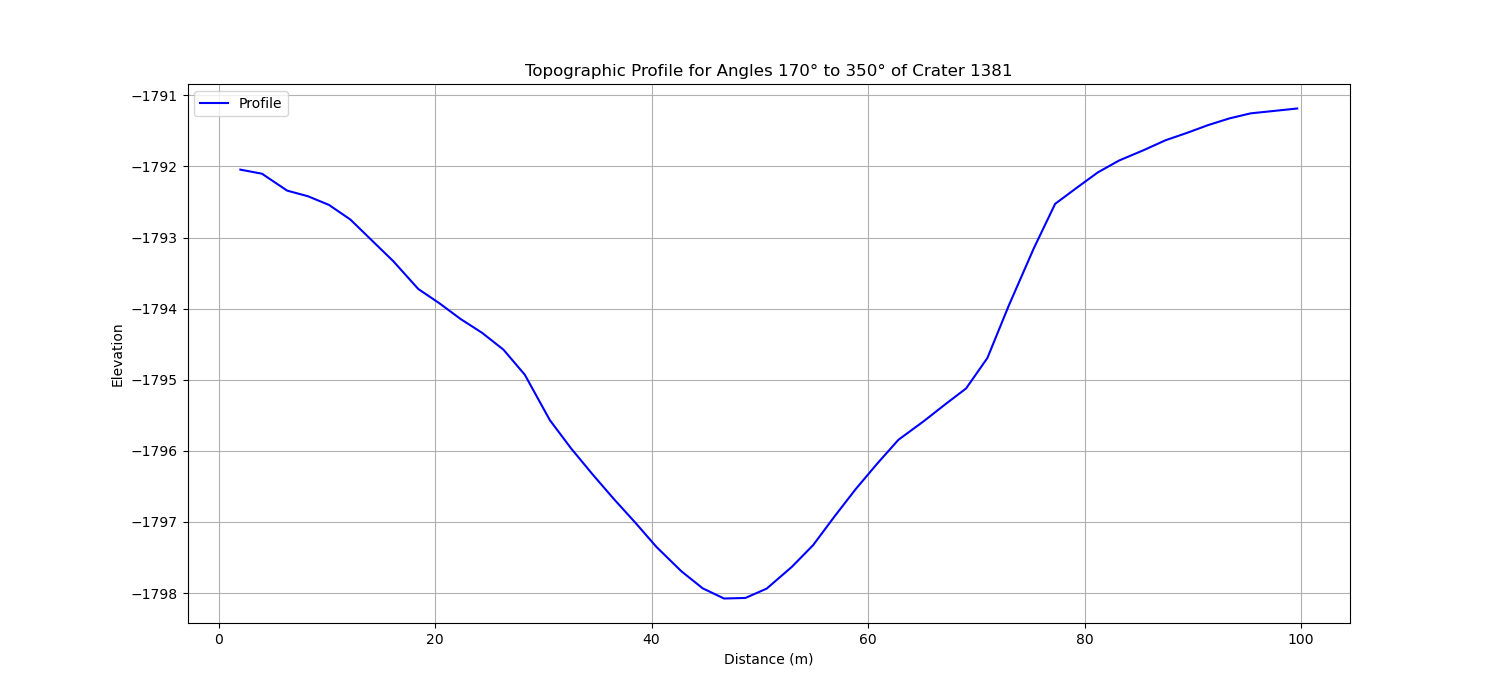 Topographic Profile for Angles 170° to 350° of Crater 1381
Profile
−1791
−1792
−1793
−1794
−1795
−1796
−1797
−1798
Elevation
0 20 40 60 80 100
Distance (m)